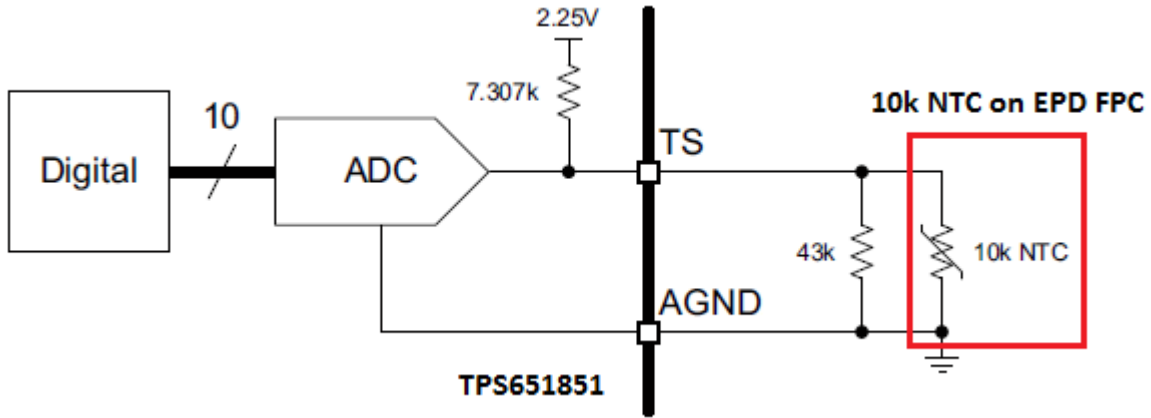 2.25V
7.307k
10k NTC on EPD FPC
10
TS
Digital
ADC
43k
10k NTC
AGND
TPS651851